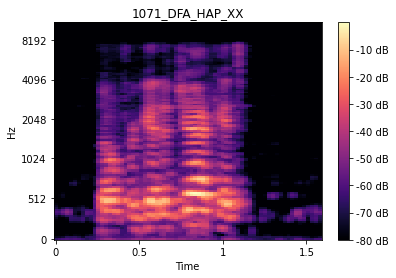 1071_DFA_HAP_XX
Hz
8192
4096
2048
1024
512
0
0
0.5
1
1.5
Time
-10 dB
-20 dB
-30 dB
-40 dB
-50 dB
-60 dB
-70 dB
-80 dB